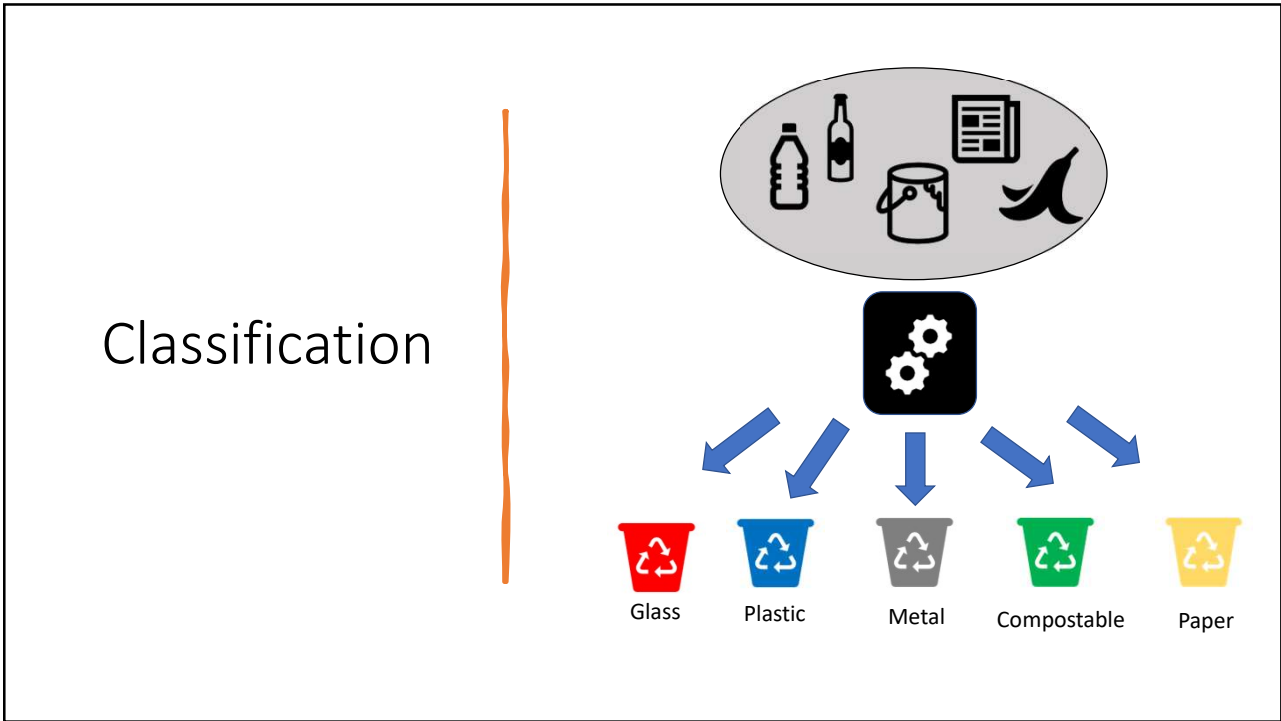 Classification
Glass
Plastic
Metal
Compostable
Paper